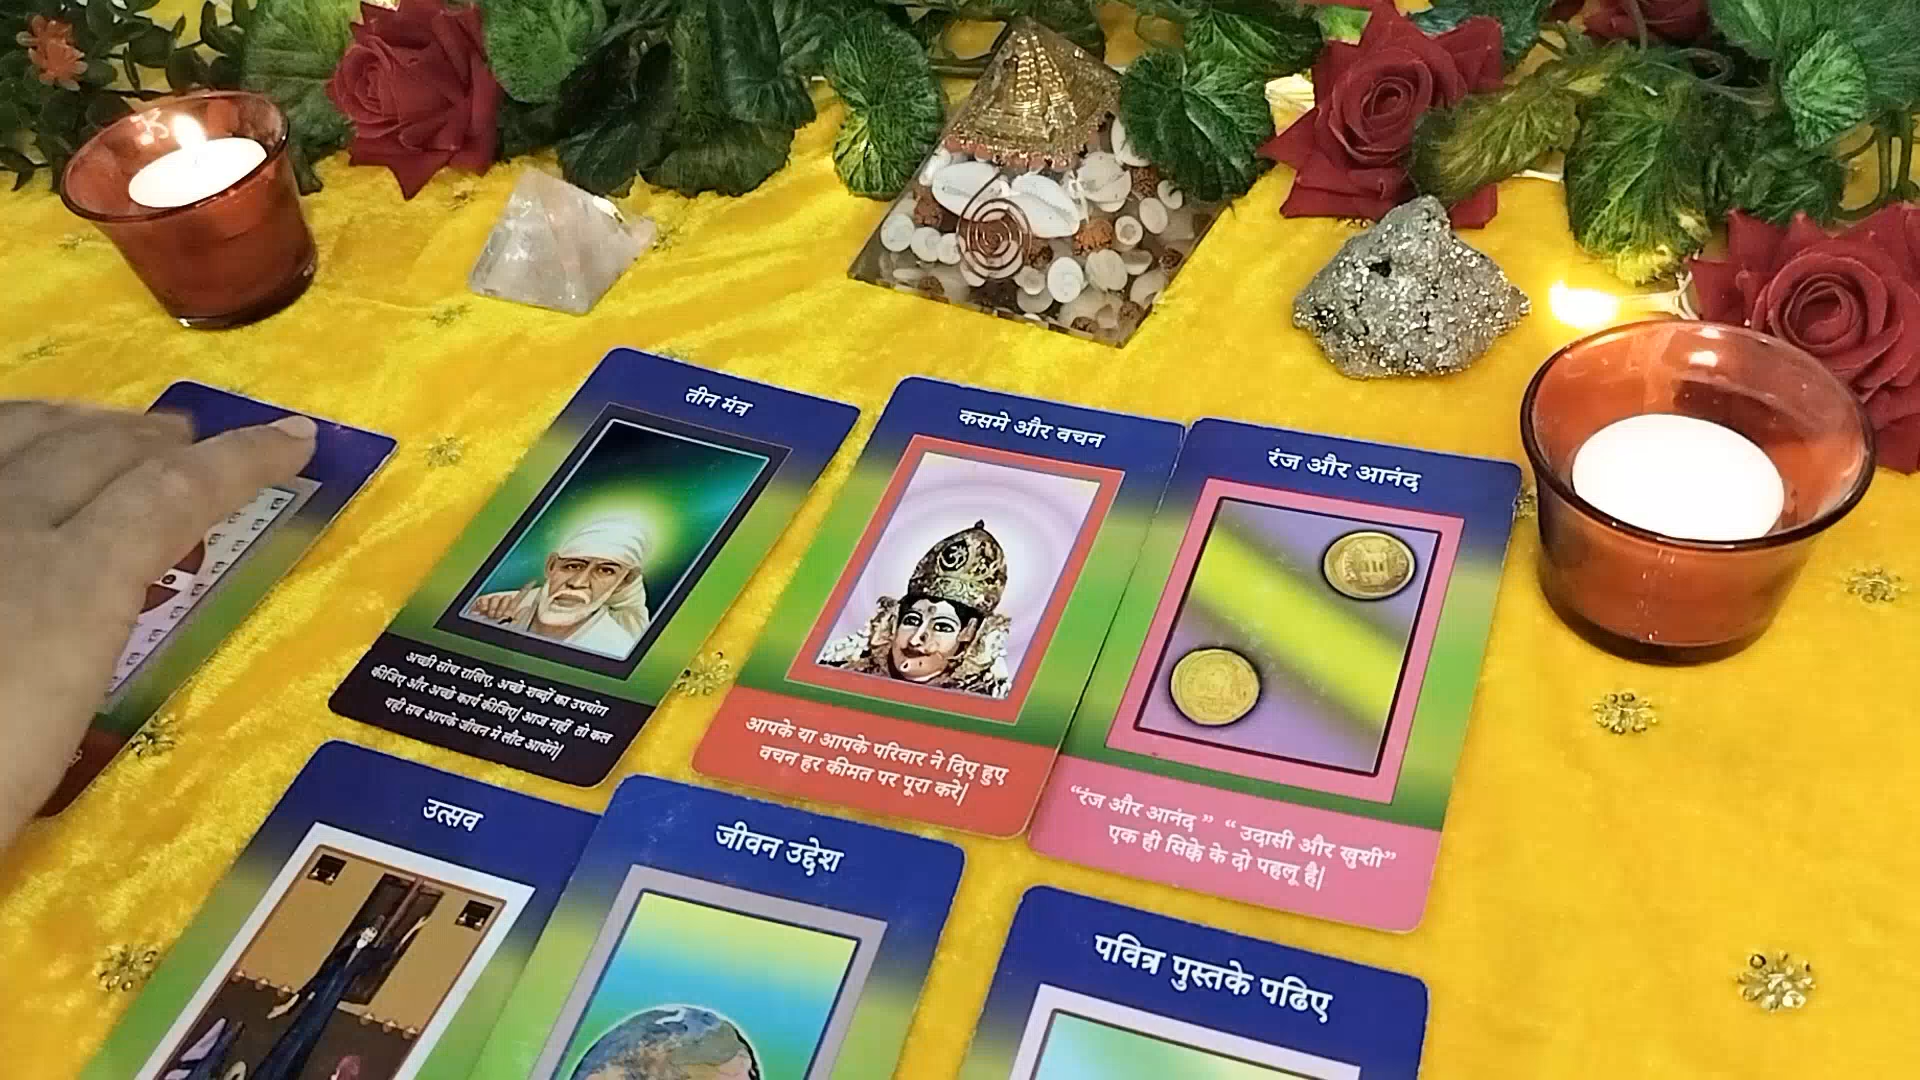 तीन मंत्र
अच्छी सोच राखिए, अच्छे शब्दों का उपयोग
कीजिए और अच्छे कार्य कीजिए| आज नहीं तो कल
यही सब आपके जीवन मे लौट आयेंगे|
कसमे और वचन
आपके या आपके परिवार ने दिए हुए
वचन हर कीमत पर पूरा करे|
रंज और आनंद
“रंज और आनंद ” “ उदासी और खुशी”
एक ही सिक्के के दो पहलू है|
उत्सव
जीवन उद्देश
पवित्र पुस्तके पढिए